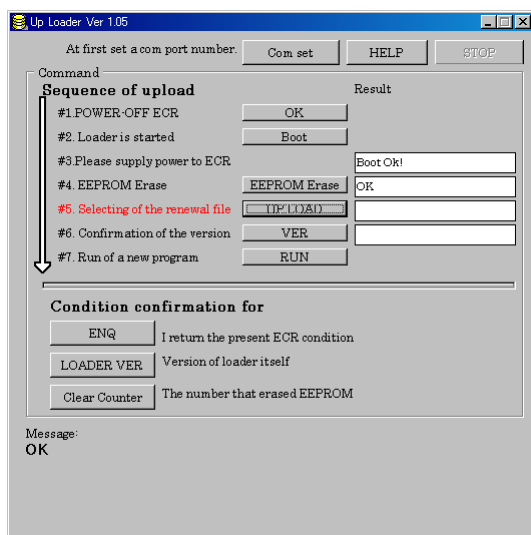 Up Loader Ver 1.05
At first set a com port number. Com set HELP STOP
Command
Sequence of upload Result
#1.POWER-OFF ECR OK
#2. Loader is started Boot
#3.Please supply power to ECR Boot Ok!
#4. EEPROM Erase EEPROM Erase OK
#5. Selecting of the renewal file UP LOAD
#6. Confirmation of the version VER
#7. Run of a new program RUN
Condition confirmation for
ENQ I return the present ECR condition
LOADER VER Version of loader itself
Clear Counter The number that erased EEPROM
Message:
OK